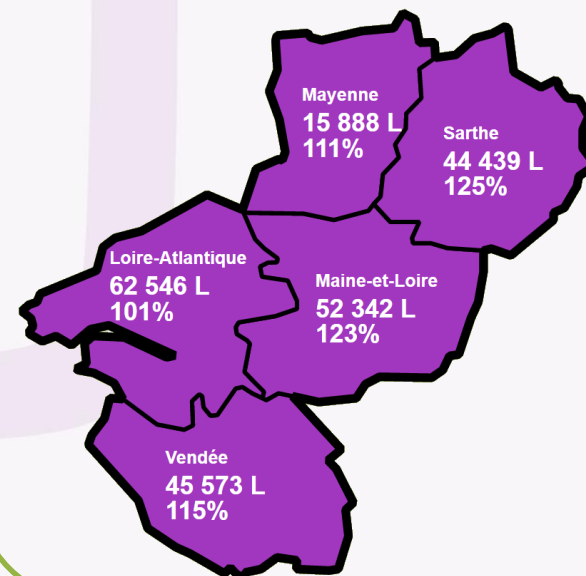 Mayenne
15 888 L
111%
Sarthe
44 439 L
125%
Loire-Atlantique
62 546 L
101%
Maine-et-Loire
52 342 L
123%
Vendée
45 573 L
115%